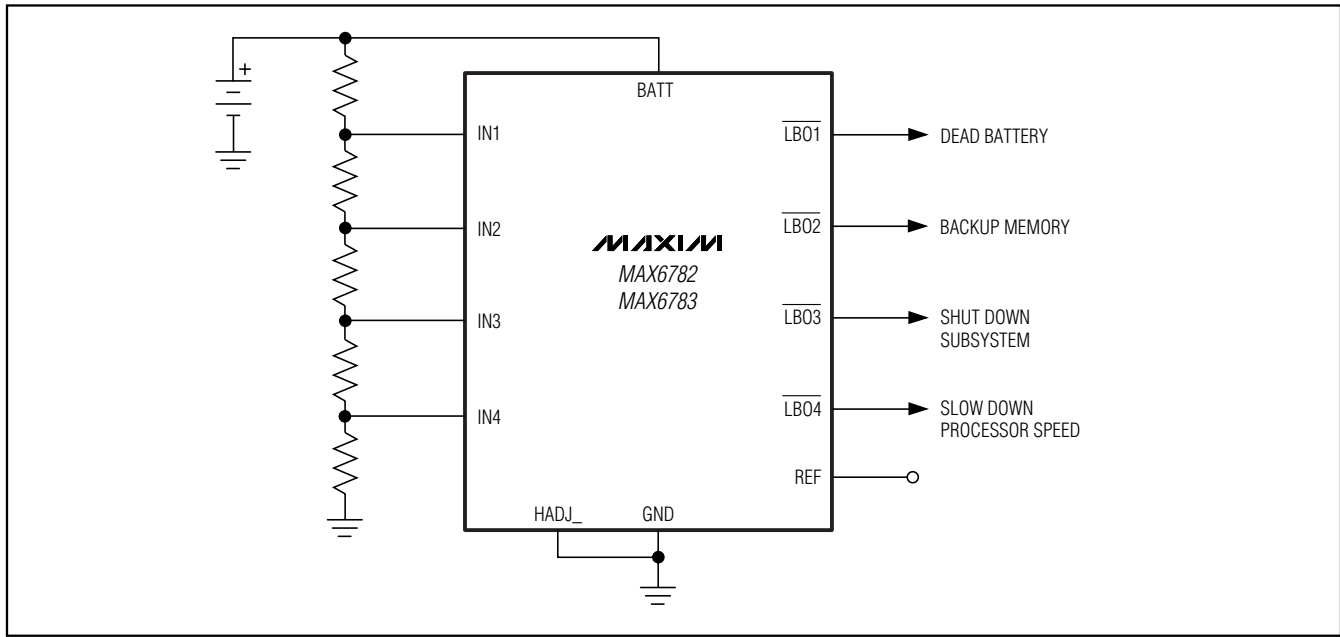 +
BATT
IN1
LBO1
DEAD BATTERY
IN2
LBO2
BACKUP MEMORY
MAXIM
MAX6782
MAX6783
IN3
LBO3
SHUT DOWN
SUBSYSTEM
IN4
LBO4
SLOW DOWN
PROCESSOR SPEED
REF
HADJ_
GND